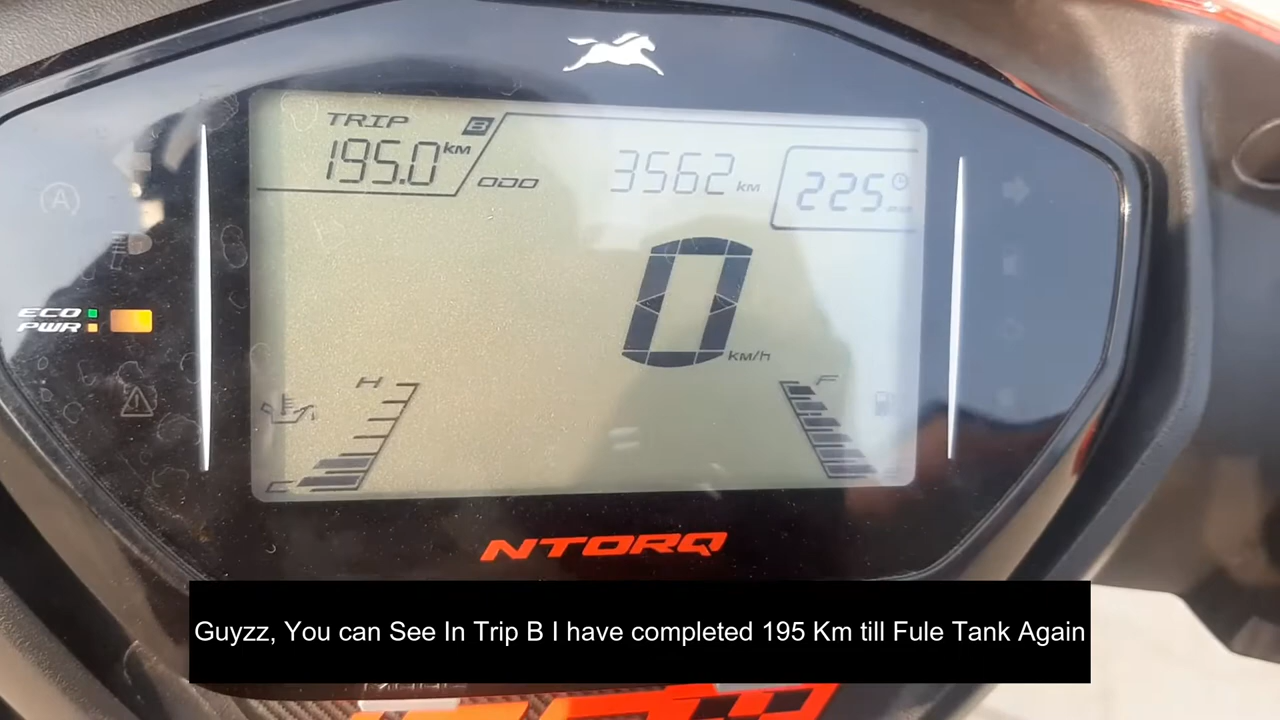 TRIP B
195.0 KM
ODO 3562 KM
225
A
ECO
PWR
0
KM/H
H
F
C
NTORQ
Guyzz, You can See In Trip B I have completed 195 Km till Fule Tank Again